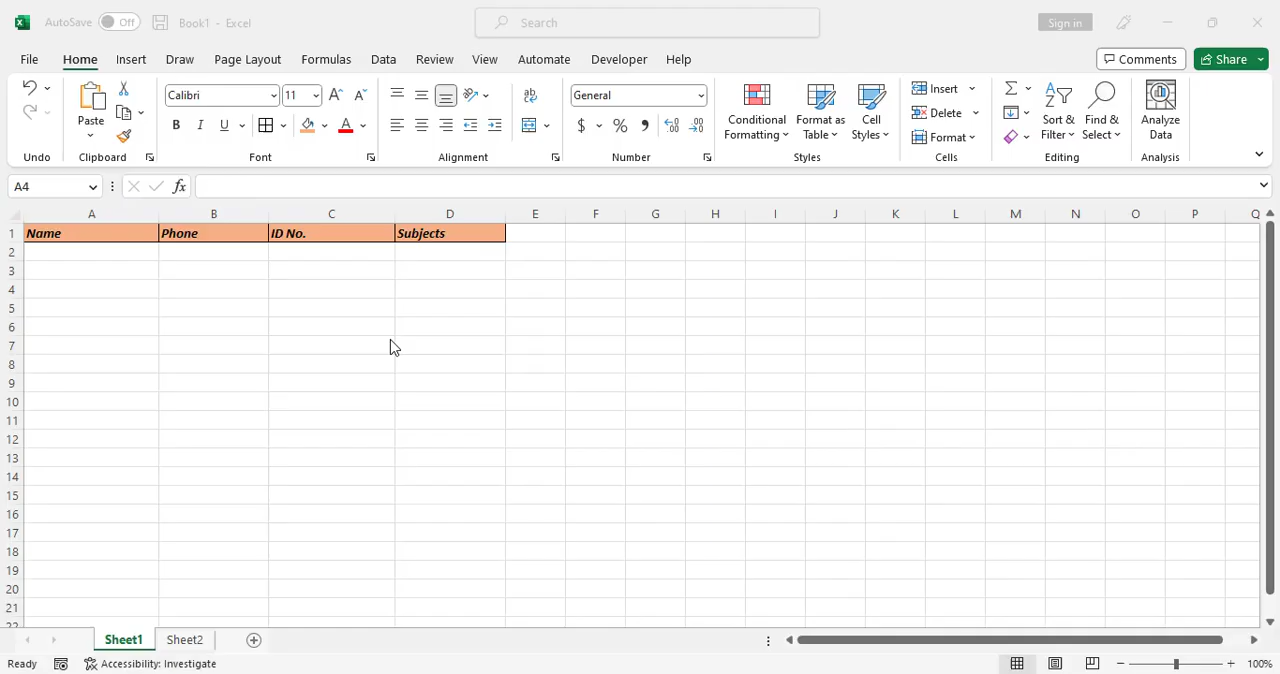 AutoSave Off Book1 - Excel Search Sign in
File Home Insert Draw Page Layout Formulas Data Review View Automate Developer Help Comments Share
Calibri 11 General Insert
Paste Conditional Format as Cell Delete Sort & Find & Analyze
B I U $ % , Formatting Table Styles Format Filter Select Data
Undo Clipboard Font Alignment Number Styles Cells Editing Analysis
A4 fx
A B C D E F G H I J K L M N O P Q
1 Name Phone ID No. Subjects
2
3
4
5
6
7
8
9
10
11
12
13
14
15
16
17
18
19
20
21
22
Sheet1 Sheet2
Ready Accessibility: Investigate 100%